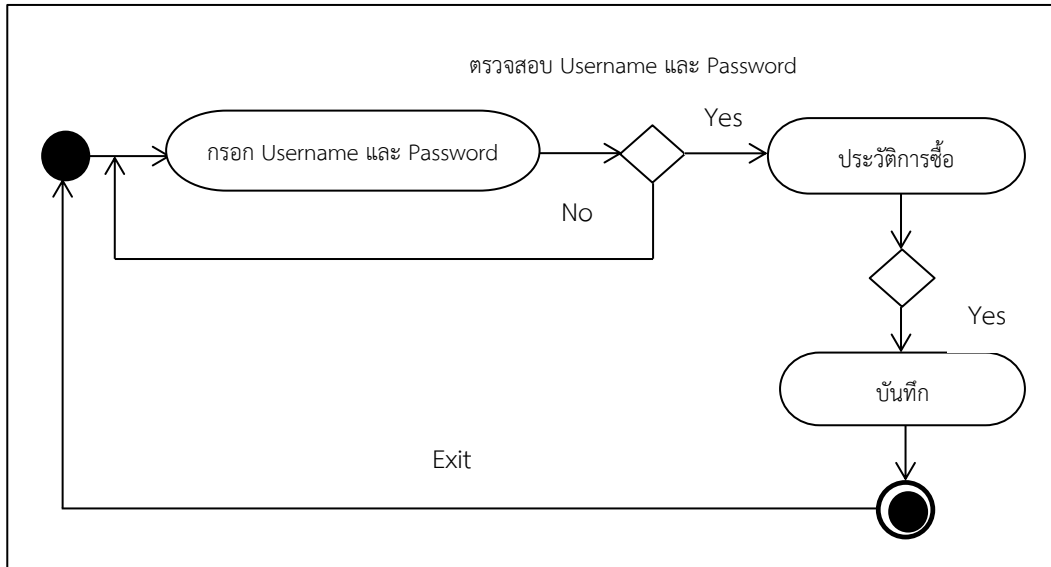 ตรวจสอบ Username และ Password
Yes
กรอก Username และ Password
ประวัติการซื้อ
No
Yes
บันทึก
Exit